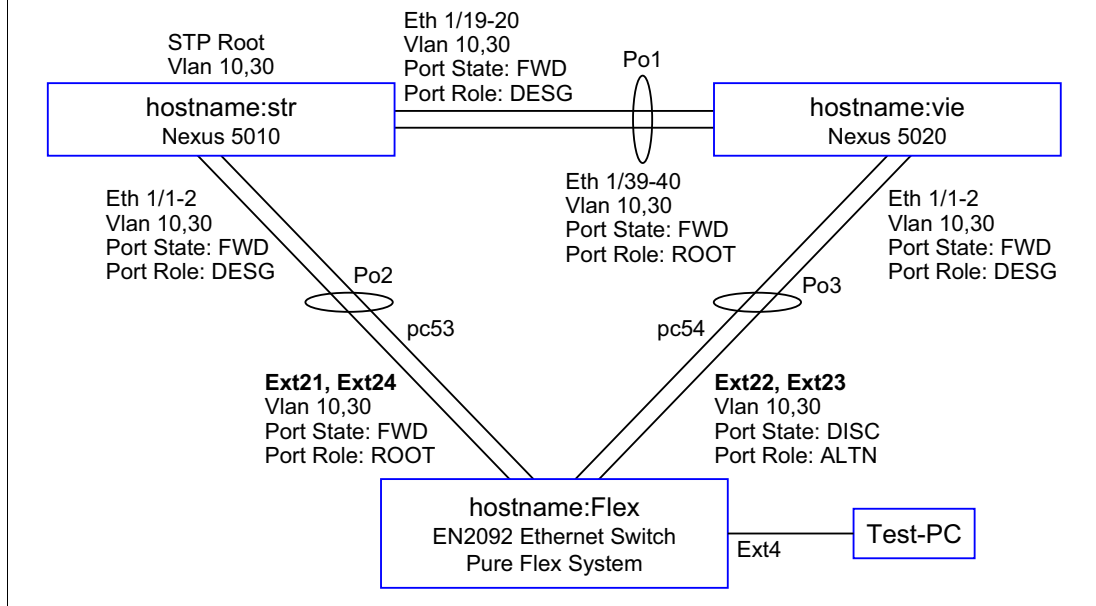 STP Root
Vlan 10,30
Eth 1/19-20
Vlan 10,30
Port State: FWD
Port Role: DESG
Po1
hostname:str
Nexus 5010
hostname:vie
Nexus 5020
Eth 1/1-2
Vlan 10,30
Port State: FWD
Port Role: DESG
Eth 1/39-40
Vlan 10,30
Port State: FWD
Port Role: ROOT
Eth 1/1-2
Vlan 10,30
Port State: FWD
Port Role: DESG
Po2
pc53
Po3
pc54
Ext21, Ext24
Vlan 10,30
Port State: FWD
Port Role: ROOT
Ext22, Ext23
Vlan 10,30
Port State: DISC
Port Role: ALTN
hostname:Flex
EN2092 Ethernet Switch
Pure Flex System
Ext4
Test-PC